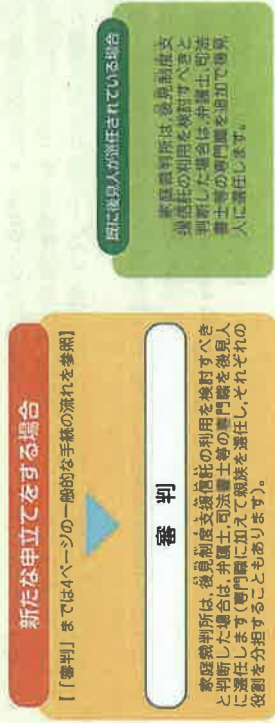 新たな申立てをする場合
【「審判」までは4ページの一般的な手続の流れを参照】
審判
家庭裁判所は、後見制度支援信託の利用を検討すべき
と判断した場合は、弁護士、司法書士等の専門職を後見人
に選任します(専門職に加えて親族を選任し、それぞれの
役割を分担することもあります)。
既に後見人が選任されている場合
家庭裁判所は、後見制度支
援信託の利用を検討すべきと
判断した場合は、弁護士、司法
書士等の専門職を追加で後見
人に選任します。